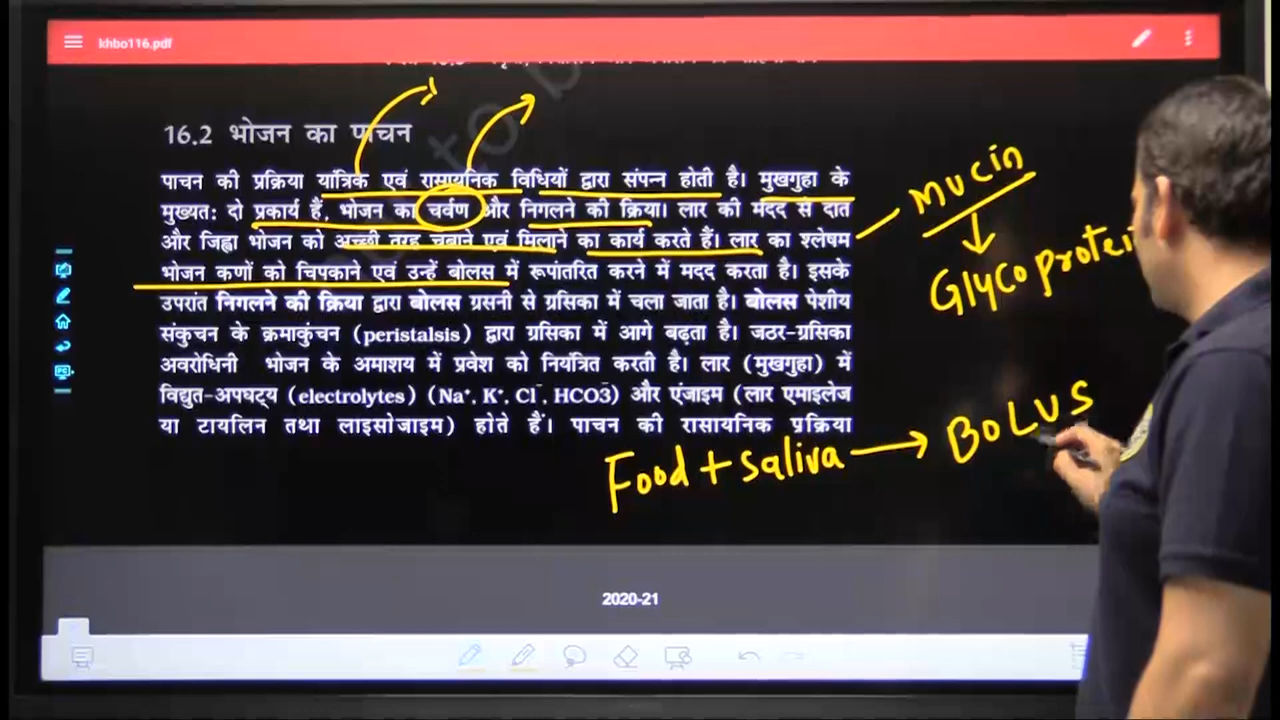 khbo116.pdf
16.2 भोजन का पाचन
पाचन की प्रक्रिया यांत्रिक एवं रासायनिक विधियों द्वारा संपन्न होती है। मुखगुहा के
मुख्यत: दो प्रकार्य हैं, भोजन का चर्वण और निगलने की क्रिया। लार की मदद से दांत
और जिह्वा भोजन को अच्छी तरह चबाने एवं मिलाने का कार्य करते हैं। लार का श्लेषम
भोजन कणों को चिपकाने एवं उन्हें बोलस में रूपांतरित करने में मदद करता है। इसके
उपरांत निगलने की क्रिया द्वारा बोलस ग्रसनी से ग्रसिका में चला जाता है। बोलस पेशीय
संकुचन के क्रमाकुंचन (peristalsis) द्वारा ग्रसिका में आगे बढ़ता है। जठर-ग्रसिका
अवरोधिनी भोजन के अमाशय में प्रवेश को नियंत्रित करती है। लार (मुखगुहा) में
विद्युत-अपघट्य (electrolytes) (Na⁺, K⁺, Cl⁻, HCO3⁻) और एंजाइम (लार एमाइलेज
या टायलिन तथा लाइसोजाइम) होते हैं। पाचन की रासायनिक प्रक्रिया
Mucin
Glycoprotei
Food + saliva → BOLUS
2020-21